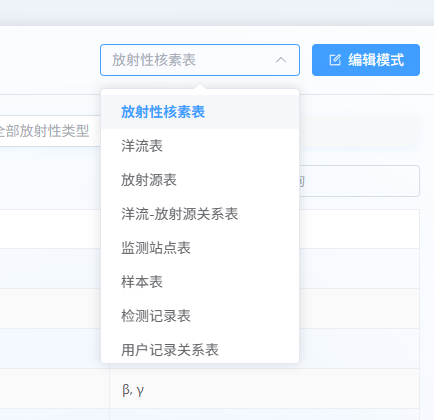 放射性核素表
编辑模式
放射性核素表
全部放射性类型
洋流表
放射源表
洋流-放射源关系表
监测站点表
样本表
检测记录表
用户记录关系表
β, γ